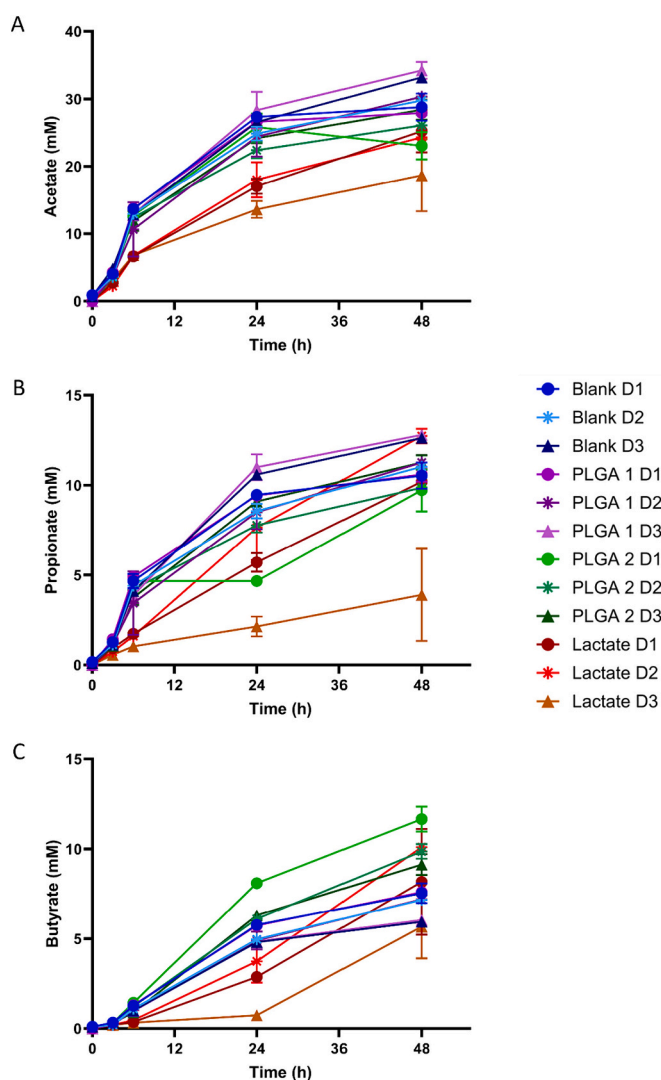 A
Acetate (mM)
40
30
20
10
0
0 12 24 36 48
Time (h)
B
Propionate (mM)
15
10
5
0
0 12 24 36 48
Time (h)
Blank D1
Blank D2
Blank D3
PLGA 1 D1
PLGA 1 D2
PLGA 1 D3
PLGA 2 D1
PLGA 2 D2
PLGA 2 D3
Lactate D1
Lactate D2
Lactate D3
C
Butyrate (mM)
15
10
5
0
0 12 24 36 48
Time (h)